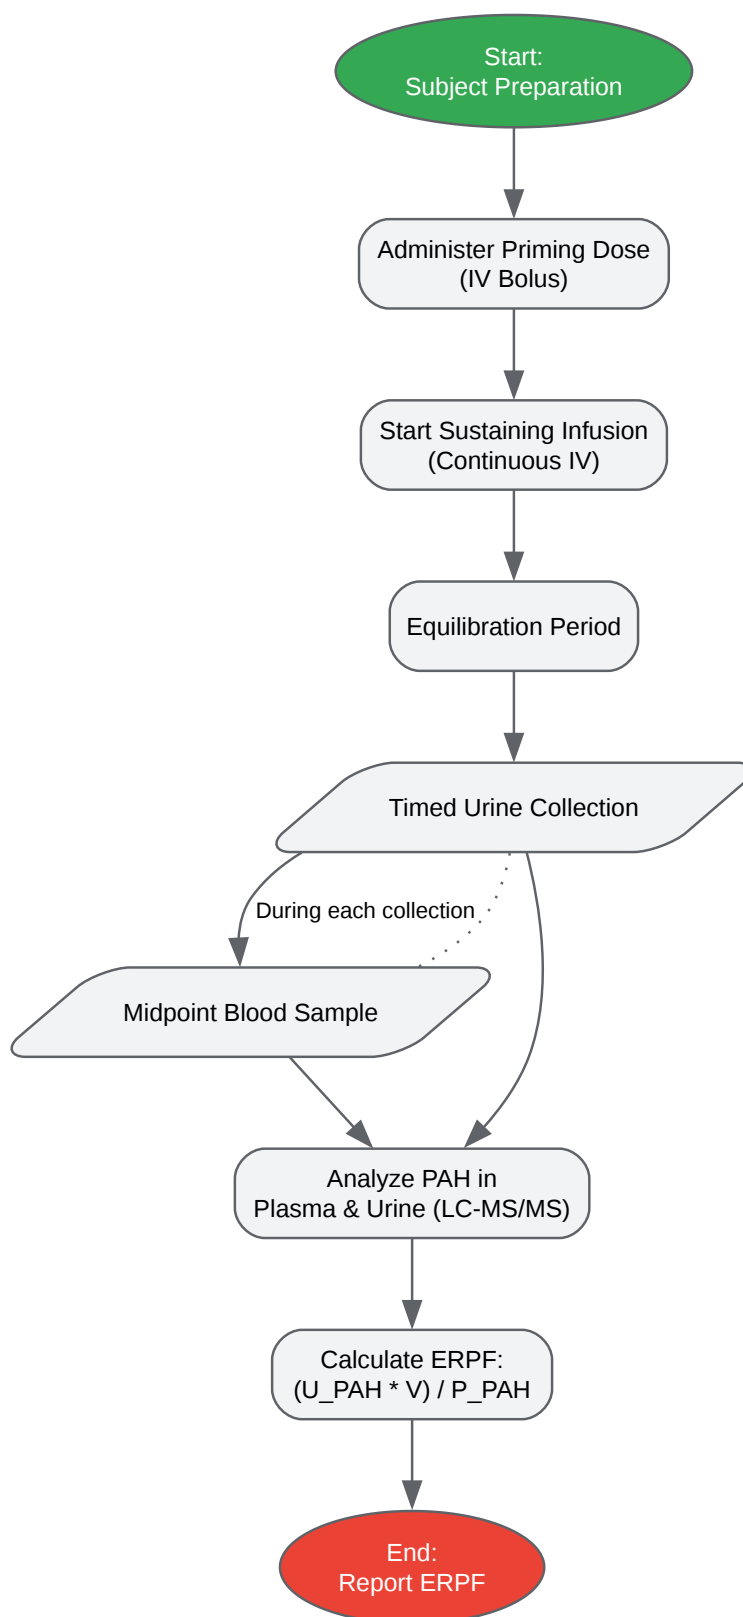 Start:
Subject Preparation
Administer Priming Dose
(IV Bolus)
Start Sustaining Infusion
(Continuous IV)
Equilibration Period
Timed Urine Collection
During each collection
Midpoint Blood Sample
Analyze PAH in
Plasma & Urine (LC-MS/MS)
Calculate ERPF:
(U_PAH * V) / P_PAH
End:
Report ERPF